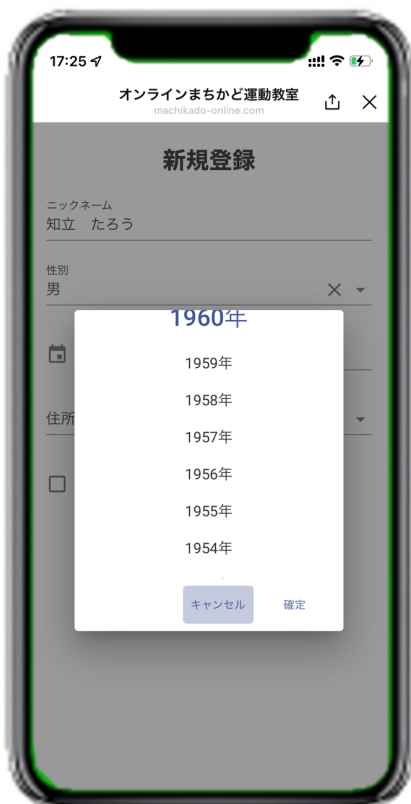 17:25
オンラインまちかど運動教室
machikado-online.com
新規登録
ニックネーム
知立 たろう
性別
男
1960年
1959年
住所
1958年
1957年
1956年
1955年
1954年
キャンセル 確定